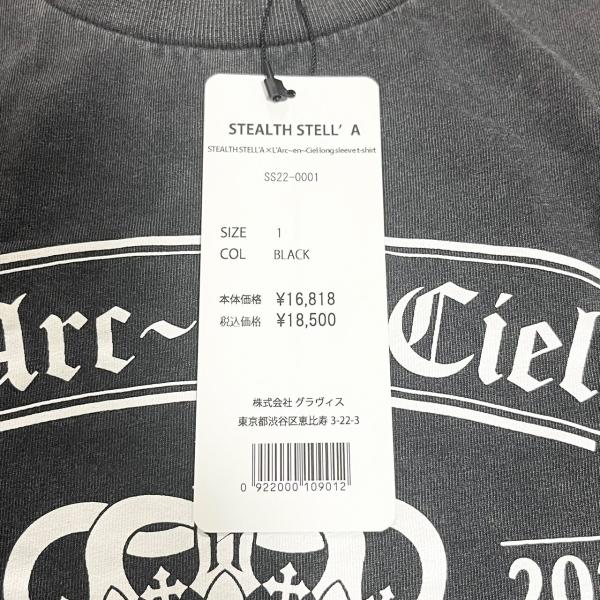 STEALTH STELL' A
STEALTH STELL'A×L'Arc~en~Ciel long sleeve t-shirt
SS22-0001
SIZE 1
COL BLACK
本体価格 ¥16,818
税込価格 ¥18,500
株式会社 グラヴィス
東京都渋谷区恵比寿 3-22-3
0 922000 109012
Arc~ Ciel